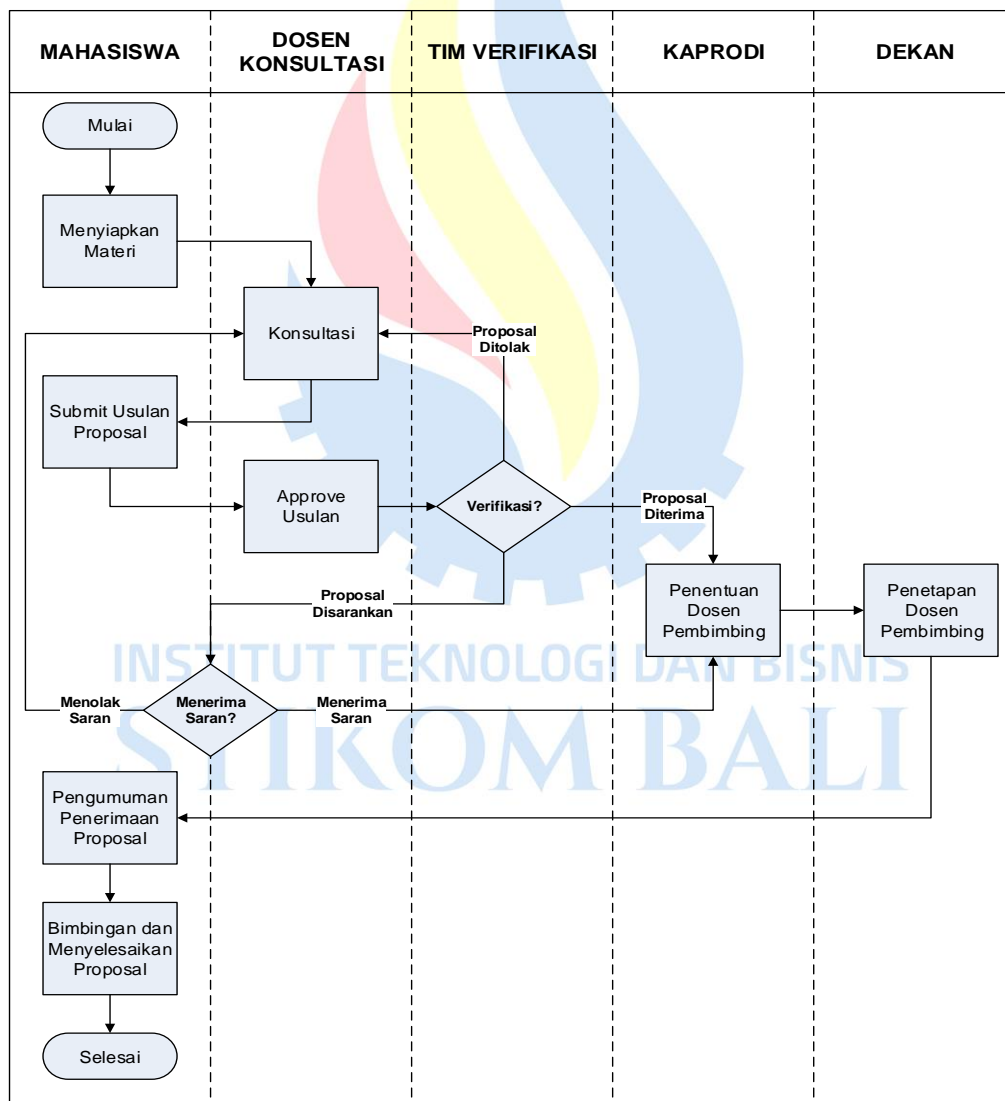 MAHASISWA
DOSEN
KONSULTASI
TIM VERIFIKASI
KAPRODI
DEKAN
Mulai
Menyiapkan
Materi
Konsultasi
Proposal
Ditolak
Submit Usulan
Proposal
Approve
Usulan
Verifikasi?
Proposal
Diterima
Proposal
Disarankan
Penentuan
Dosen
Pembimbing
Penetapan
Dosen
Pembimbing
INSTITUT TEKNOLOGI DAN BISNIS
STIKOM BALI
Menolak
Saran
Menerima
Saran?
Menerima
Saran
Pengumuman
Penerimaan
Proposal
Bimbingan dan
Menyelesaikan
Proposal
Selesai